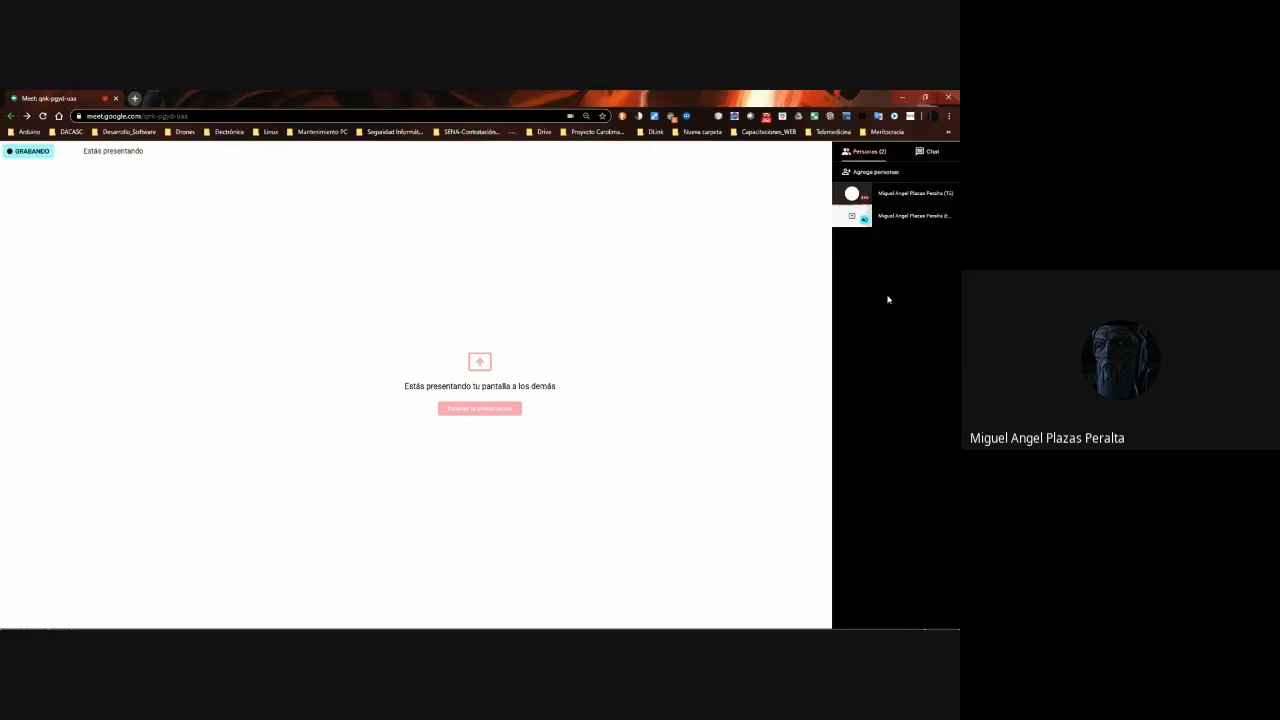 Meet: qnk-pgyd-uaa
meet.google.com/qnk-pgyd-uaa
Arduino DACASC Desarrollo_Software Drones Electrónica Linux Mantenimiento PC Seguridad Informát... SENA-Contratación... Drive Proyecto Carolima... DLink Nueva carpeta Capacitaciones_WEB Telemedicina Meritocracia »
GRABANDO Estás presentando
Personas (2) Chat
Agrega personas
Miguel Angel Plazas Peralta (Tú)
Miguel Angel Plazas Peralta (t...
Estás presentando tu pantalla a los demás
Detener la presentación
Miguel Angel Plazas Peralta